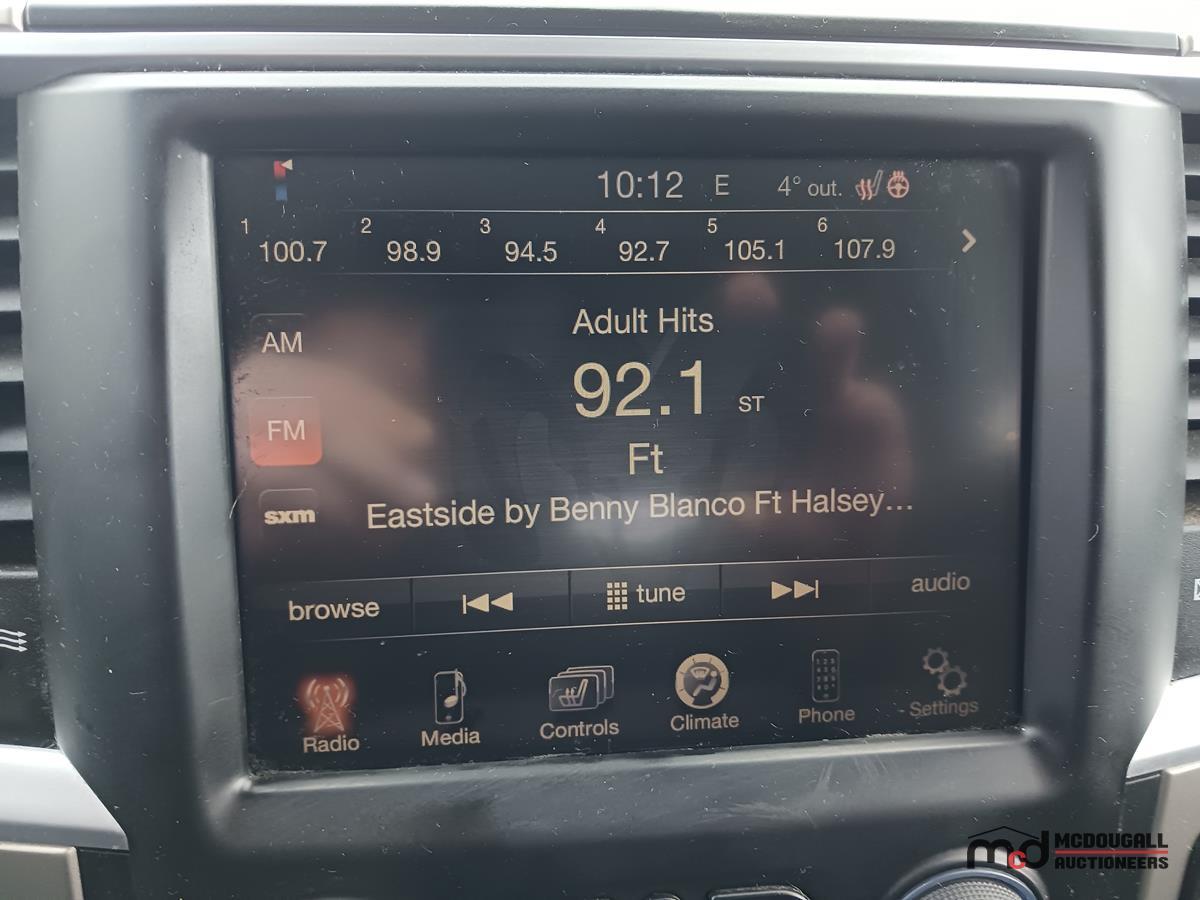 10:12 E 4° out.
1 2 3 4 5 6
100.7 98.9 94.5 92.7 105.1 107.9
AM
Adult Hits
92.1 ST
FM
Ft
sxm
Eastside by Benny Blanco Ft Halsey...
browse tune audio
Radio Media Controls Climate Phone Settings
mcd MCDOUGALL
AUCTIONEERS